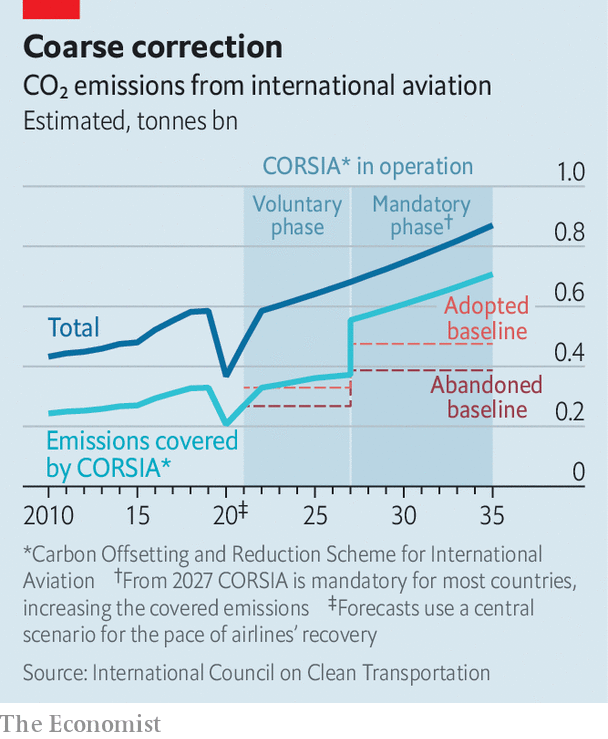 Coarse correction
CO₂ emissions from international aviation
Estimated, tonnes bn
CORSIA* in operation
Voluntary
phase
Mandatory
phase†
1.0
0.8
0.6
0.4
0.2
0
Total
Adopted
baseline
Abandoned
baseline
Emissions covered
by CORSIA*
2010 15 20‡ 25 30 35
*Carbon Offsetting and Reduction Scheme for International
Aviation †From 2027 CORSIA is mandatory for most countries,
increasing the covered emissions ‡Forecasts use a central
scenario for the pace of airlines’ recovery
Source: International Council on Clean Transportation
The Economist